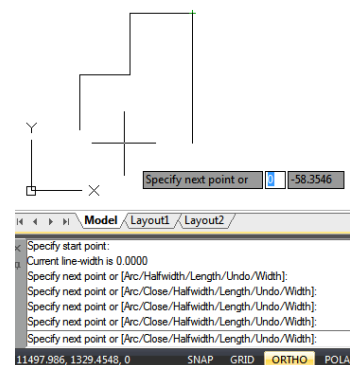 Y
X
Specify next point or 0 -58.3546
Model Layout1 Layout2
Specify start point:
Current line-width is 0.0000
Specify next point or [Arc/Halfwidth/Length/Undo/Width]:
Specify next point or [Arc/Close/Halfwidth/Length/Undo/Width]:
Specify next point or [Arc/Close/Halfwidth/Length/Undo/Width]:
Specify next point or [Arc/Close/Halfwidth/Length/Undo/Width]:
Specify next point or [Arc/Close/Halfwidth/Length/Undo/Width]:
11497.986, 1329.4548, 0 SNAP GRID ORTHO POLA